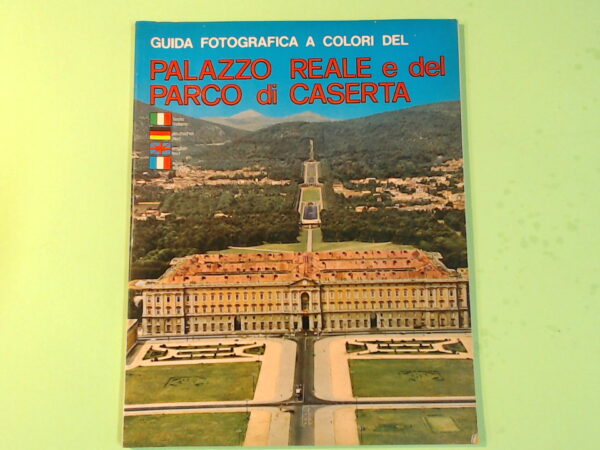 GUIDA FOTOGRAFICA A COLORI DEL
PALAZZO REALE e del
PARCO di CASERTA